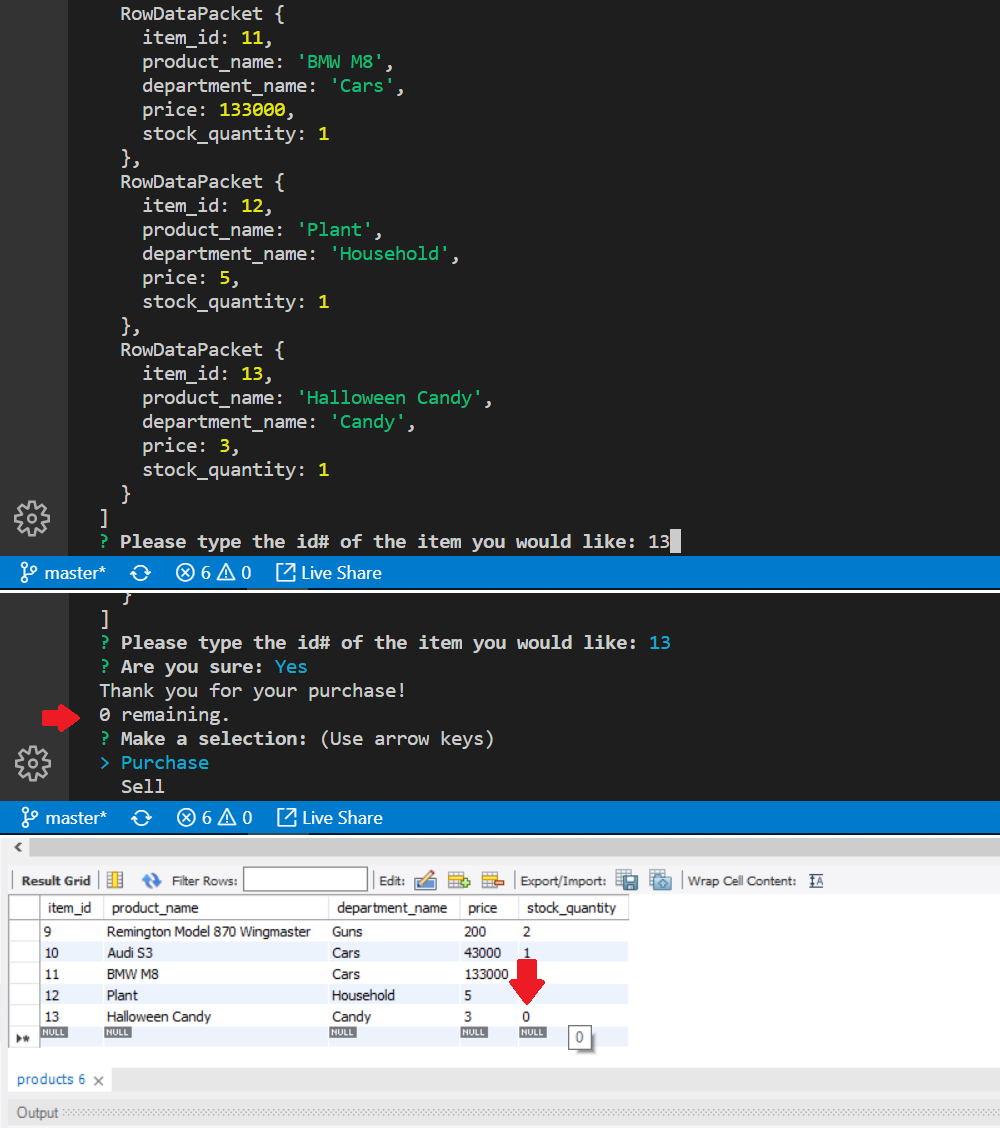 RowDataPacket {
item_id: 11,
product_name: 'BMW M8',
department_name: 'Cars',
price: 133000,
stock_quantity: 1
},
RowDataPacket {
item_id: 12,
product_name: 'Plant',
department_name: 'Household',
price: 5,
stock_quantity: 1
},
RowDataPacket {
item_id: 13,
product_name: 'Halloween Candy',
department_name: 'Candy',
price: 3,
stock_quantity: 1
}
]
? Please type the id# of the item you would like: 13
master* 6 0 Live Share
}
]
? Please type the id# of the item you would like: 13
? Are you sure: Yes
Thank you for your purchase!
0 remaining.
? Make a selection: (Use arrow keys)
> Purchase
Sell
master* 6 0 Live Share
Result Grid Filter Rows: Edit: Export/Import: Wrap Cell Content:
item_id product_name department_name price stock_quantity
9 Remington Model 870 Wingmaster Guns 200 2
10 Audi S3 Cars 43000 1
11 BMW M8 Cars 133000
12 Plant Household 5
13 Halloween Candy Candy 3 0
NULL NULL NULL NULL NULL
0
products 6
Output